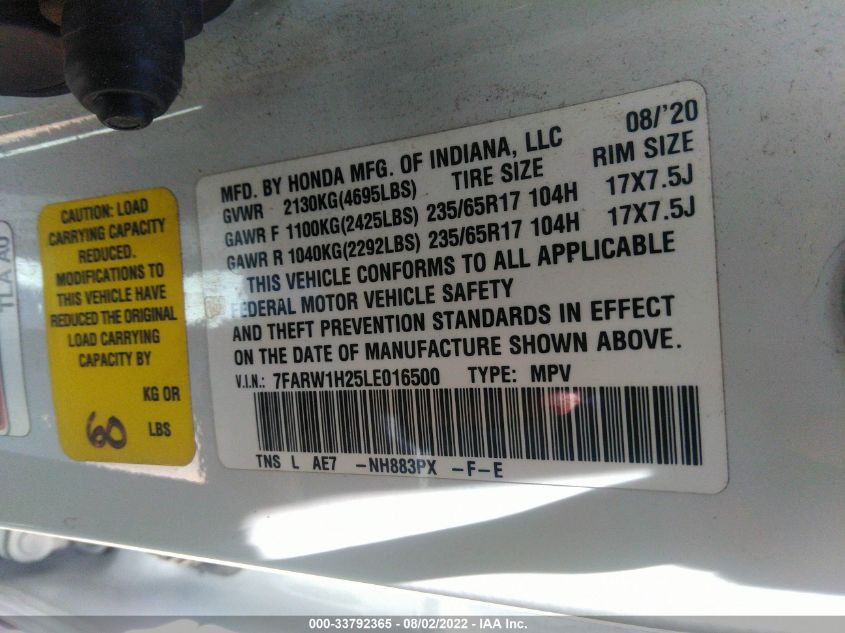 08/'20
MFD. BY HONDA MFG. OF INDIANA, LLC
GVWR 2130KG(4695LBS) TIRE SIZE RIM SIZE
GAWR F 1100KG(2425LBS) 235/65R17 104H 17X7.5J
GAWR R 1040KG(2292LBS) 235/65R17 104H 17X7.5J
THIS VEHICLE CONFORMS TO ALL APPLICABLE
FEDERAL MOTOR VEHICLE SAFETY
AND THEFT PREVENTION STANDARDS IN EFFECT
ON THE DATE OF MANUFACTURE SHOWN ABOVE.
V.I.N.: 7FARW1H25LE016500 TYPE: MPV
TNS L AE7 -NH883PX -F-E
CAUTION: LOAD
CARRYING CAPACITY
REDUCED.
MODIFICATIONS TO
THIS VEHICLE HAVE
REDUCED THE ORIGINAL
LOAD CARRYING
CAPACITY BY
KG OR
60 LBS
TLA A0
000-33792365 - 08/02/2022 - IAA Inc.